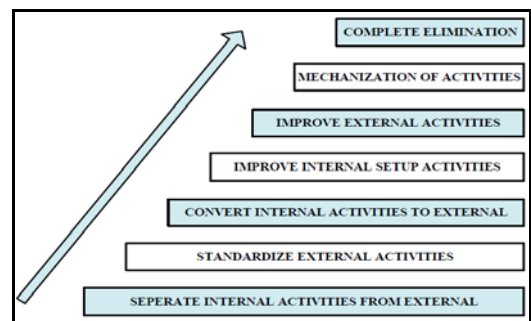 COMPLETE ELIMINATION
MECHANIZATION OF ACTIVITIES
IMPROVE EXTERNAL ACTIVITIES
IMPROVE INTERNAL SETUP ACTIVITIES
CONVERT INTERNAL ACTIVITIES TO EXTERNAL
STANDARDIZE EXTERNAL ACTIVITIES
SEPERATE INTERNAL ACTIVITIES FROM EXTERNAL